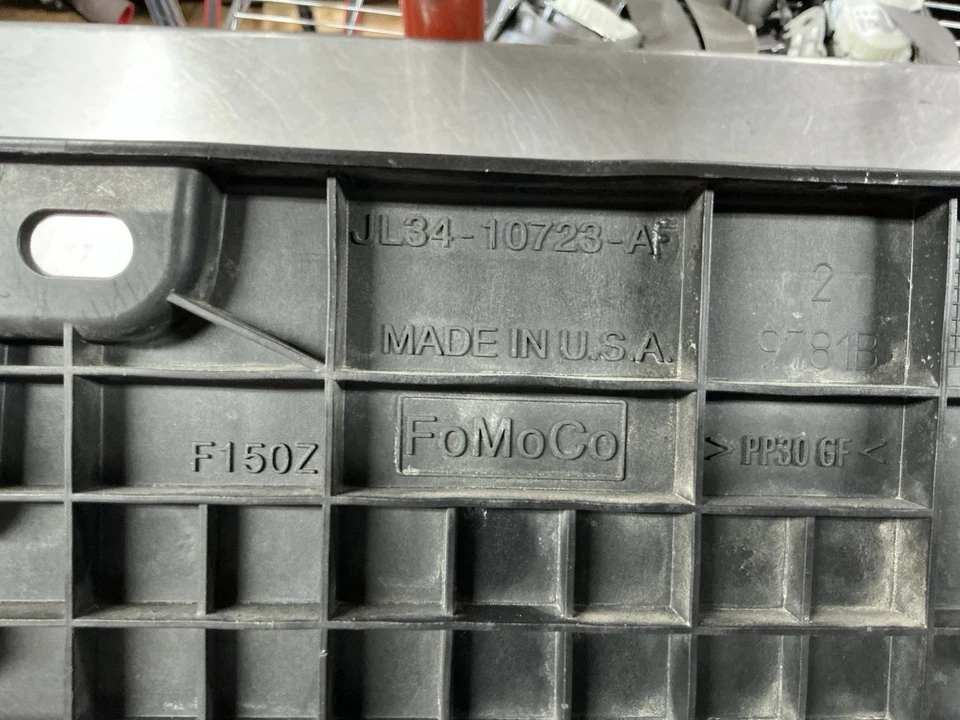 JL34-10723-AF
MADE IN U.S.A.
2
9781B
F150Z
FoMoCo
> PP30 GF <